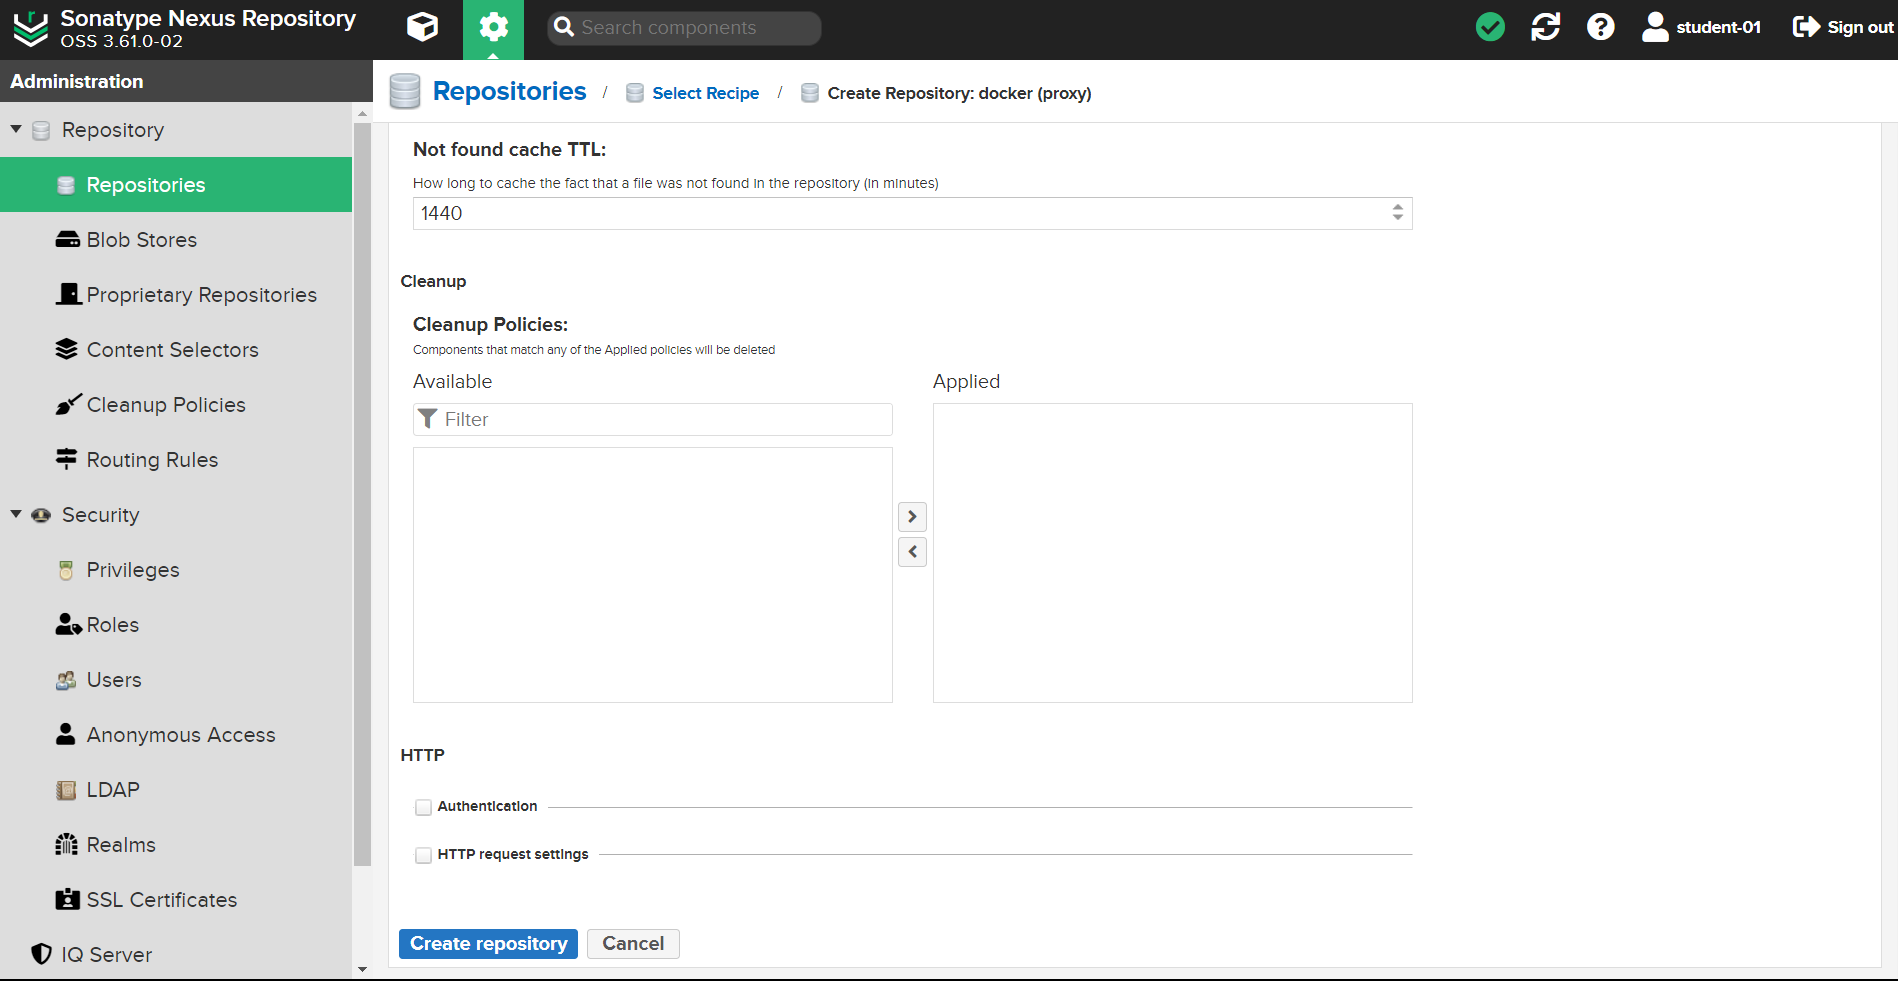 Sonatype Nexus Repository
OSS 3.61.0-02
Search components
student-01
Sign out
Administration
Repository
Repositories
Blob Stores
Proprietary Repositories
Content Selectors
Cleanup Policies
Routing Rules
Security
Privileges
Roles
Users
Anonymous Access
LDAP
Realms
SSL Certificates
IQ Server
Repositories / Select Recipe / Create Repository: docker (proxy)
Not found cache TTL:
How long to cache the fact that a file was not found in the repository (in minutes)
1440
Cleanup
Cleanup Policies:
Components that match any of the Applied policies will be deleted
Available
Applied
Filter
HTTP
Authentication
HTTP request settings
Create repository
Cancel